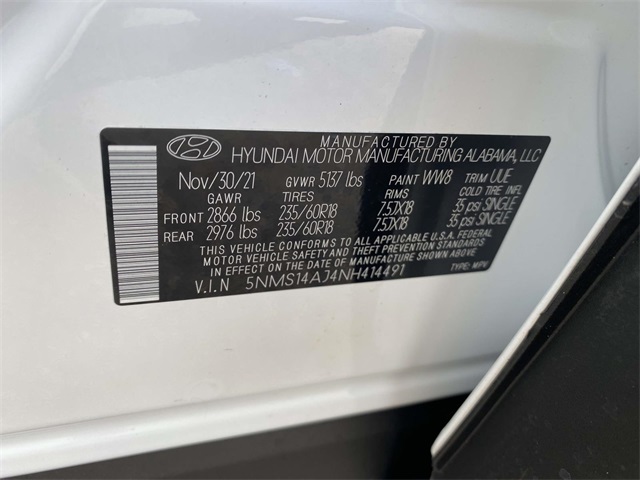 MANUFACTURED BY
HYUNDAI MOTOR MANUFACTURING ALABAMA, LLC
Nov/30/21 GVWR 5137 lbs PAINT WW8 TRIM UUE
GAWR TIRES RIMS COLD TIRE INFL.
FRONT 2866 lbs 235/60R18 7.5JX18 35 psi SINGLE
REAR 2976 lbs 235/60R18 7.5JX18 35 psi SINGLE
THIS VEHICLE CONFORMS TO ALL APPLICABLE U.S.A. FEDERAL
MOTOR VEHICLE SAFETY AND THEFT PREVENTION STANDARDS
IN EFFECT ON THE DATE OF MANUFACTURE SHOWN ABOVE.
V.I.N 5NMS14AJ4NH414491 TYPE: MPV